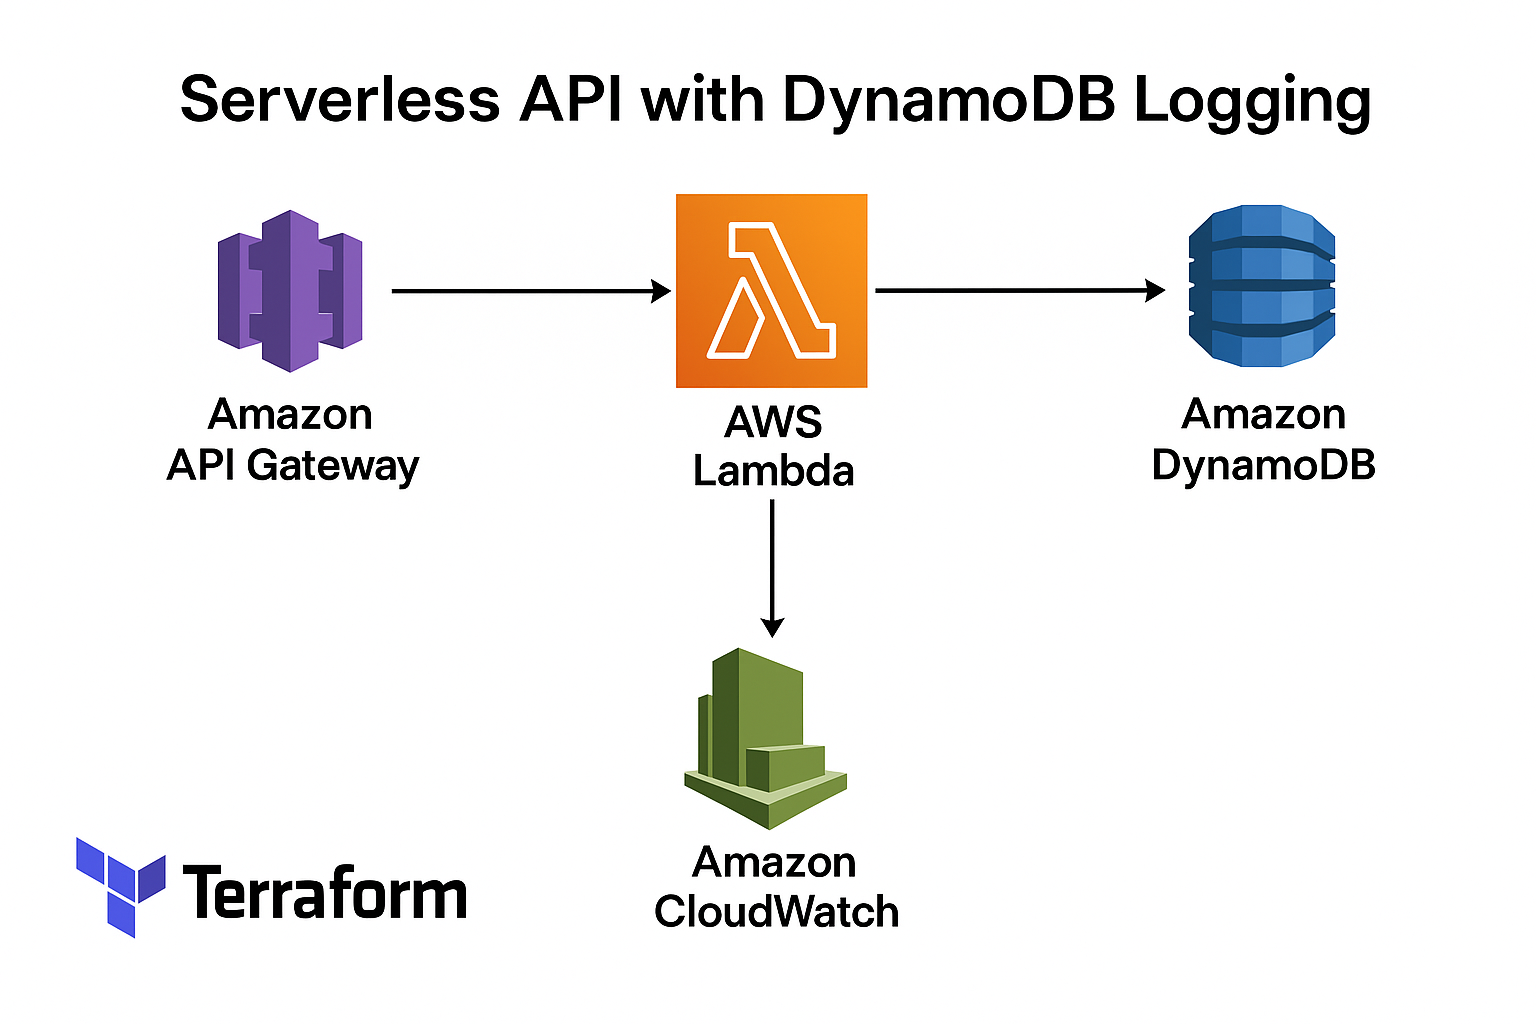 Serverless API with DynamoDB Logging
Amazon
API Gateway
AWS
Lambda
Amazon
DynamoDB
Amazon
CloudWatch
Terraform